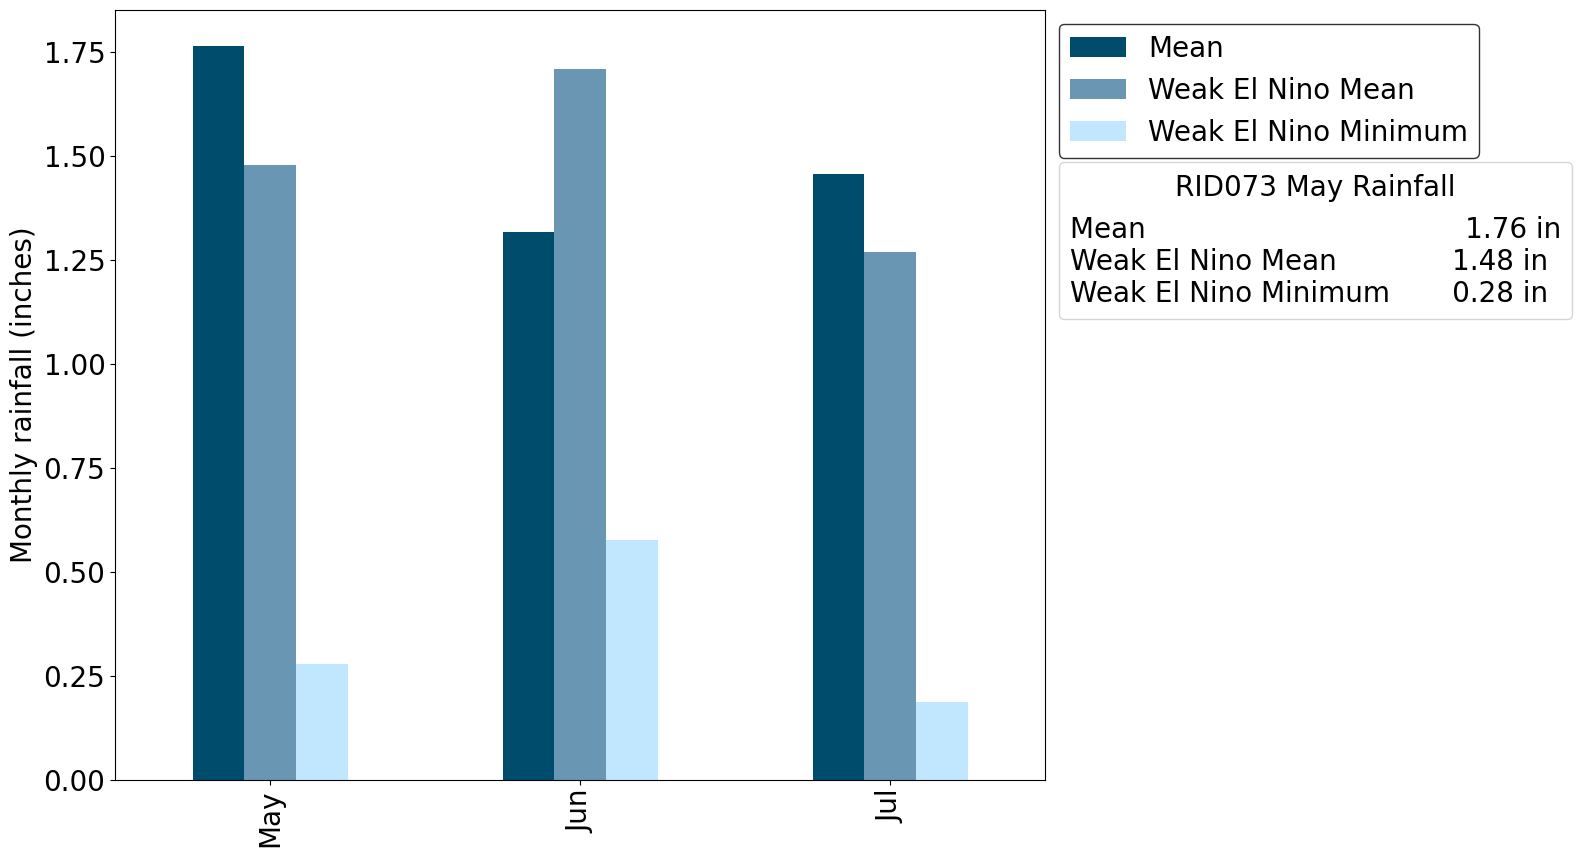 Monthly rainfall (inches)
1.75
1.50
1.25
1.00
0.75
0.50
0.25
0.00
May
Jun
Jul
Mean
Weak El Nino Mean
Weak El Nino Minimum
RID073 May Rainfall
Mean 1.76 in
Weak El Nino Mean 1.48 in
Weak El Nino Minimum 0.28 in